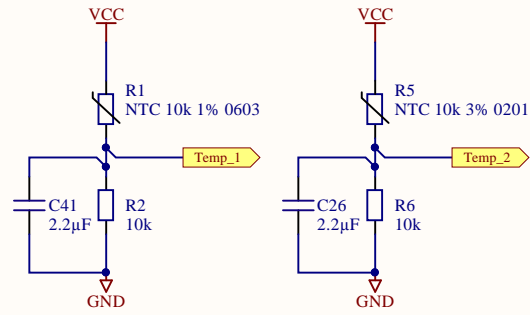 VCC
R1
NTC 10k 1% 0603
Temp_1
C41
2.2µF
R2
10k
GND
VCC
R5
NTC 10k 3% 0201
Temp_2
C26
2.2µF
R6
10k
GND